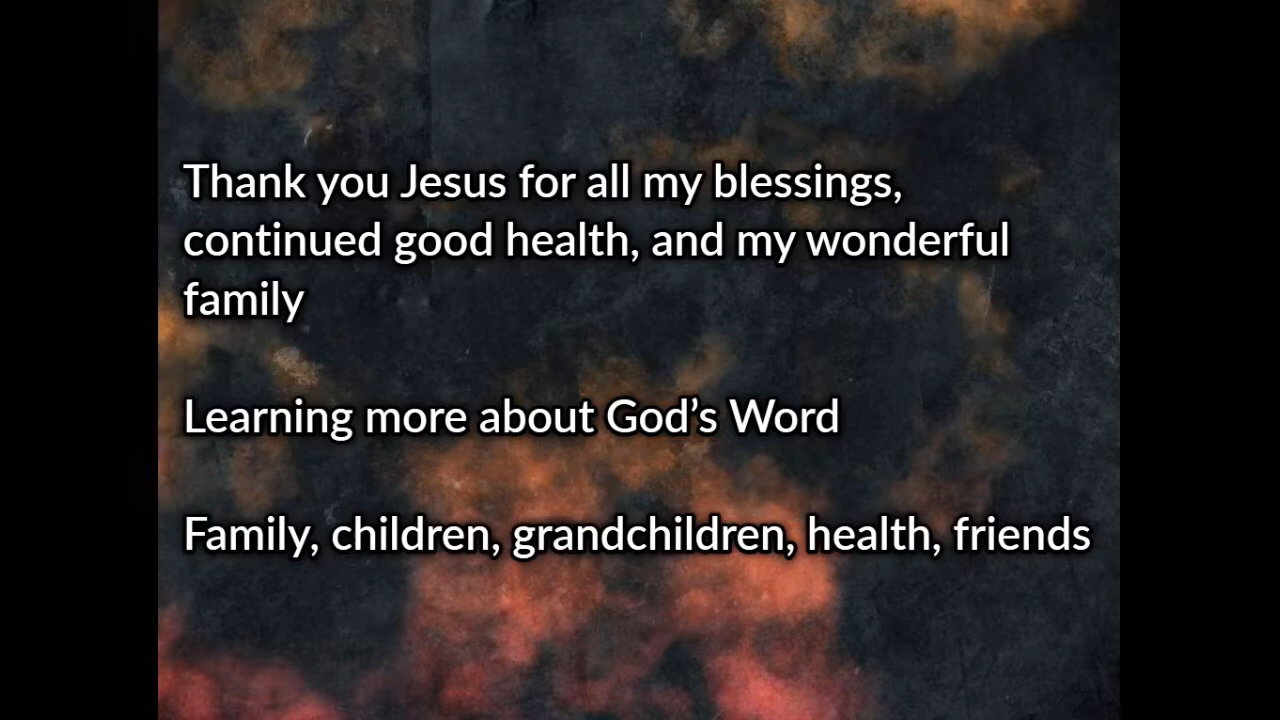 Thank you Jesus for all my blessings,
continued good health, and my wonderful
family
Learning more about God’s Word
Family, children, grandchildren, health, friends